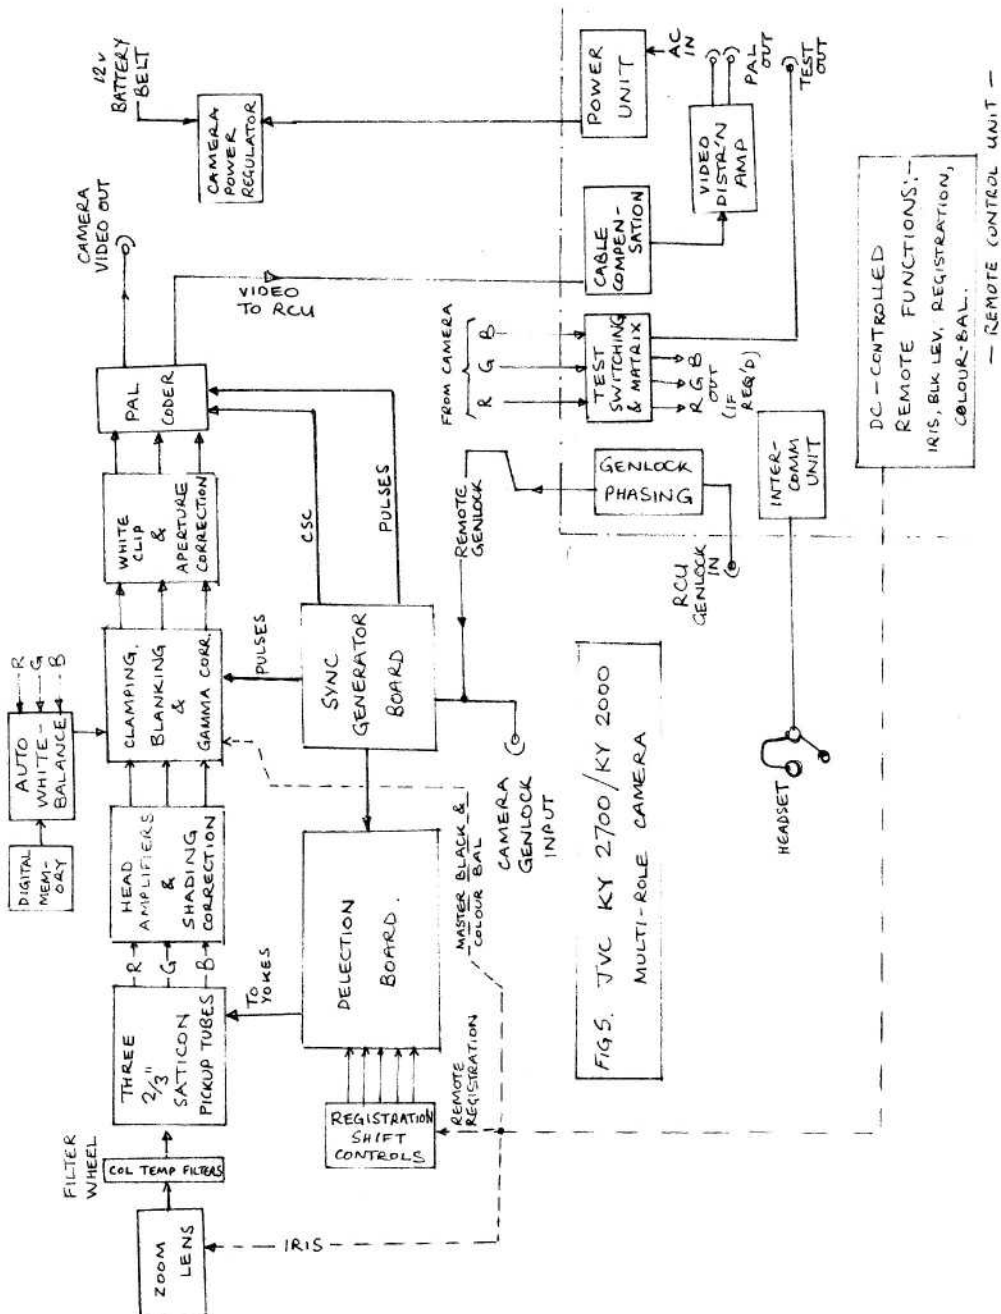 DIGITAL
MEM-
ORY
AUTO
WHITE-
BALANCE
R
G
B
FILTER
WHEEL
ZOOM
LENS
COL TEMP FILTERS
THREE
2/3"
SATICON
PICKUP TUBES
R
G
B
HEAD
AMPLIFIERS
&
SHADING
CORRECTION
CLAMPING,
BLANKING
&
GAMMA CORR.
WHITE
CLIP
&
APERTURE
CORRECTION
PAL
CODER
CAMERA
VIDEO OUT
12V
BATTERY
BELT
CAMERA
POWER
REGULATOR
IRIS
TO
YOKES
PULSES
CSC
PULSES
VIDEO
TO RCU
REGISTRATION
SHIFT
CONTROLS
DELECTION
BOARD.
SYNC
GENERATOR
BOARD
REMOTE
REGISTRATION
MASTER BLACK &
COLOUR BAL
CAMERA
GENLOCK
INPUT
REMOTE
GENLOCK
FROM CAMERA
R G B
GENLOCK
PHASING
RCU
GENLOCK
IN
TEST
SWITCHING
& MATRIX
R G B
OUT
(IF
REQ'D)
CABLE
COMPEN-
SATION
POWER
UNIT
AC
IN
VIDEO
DISTR'N
AMP
PAL
OUT
TEST
OUT
FIG 5. JVC KY 2700/KY 2000
MULTI-ROLE CAMERA
HEADSET
INTER-
COMM
UNIT
DC-CONTROLLED
REMOTE FUNCTIONS:-
IRIS, BLK LEV, REGISTRATION,
COLOUR-BAL.
— REMOTE CONTROL UNIT —